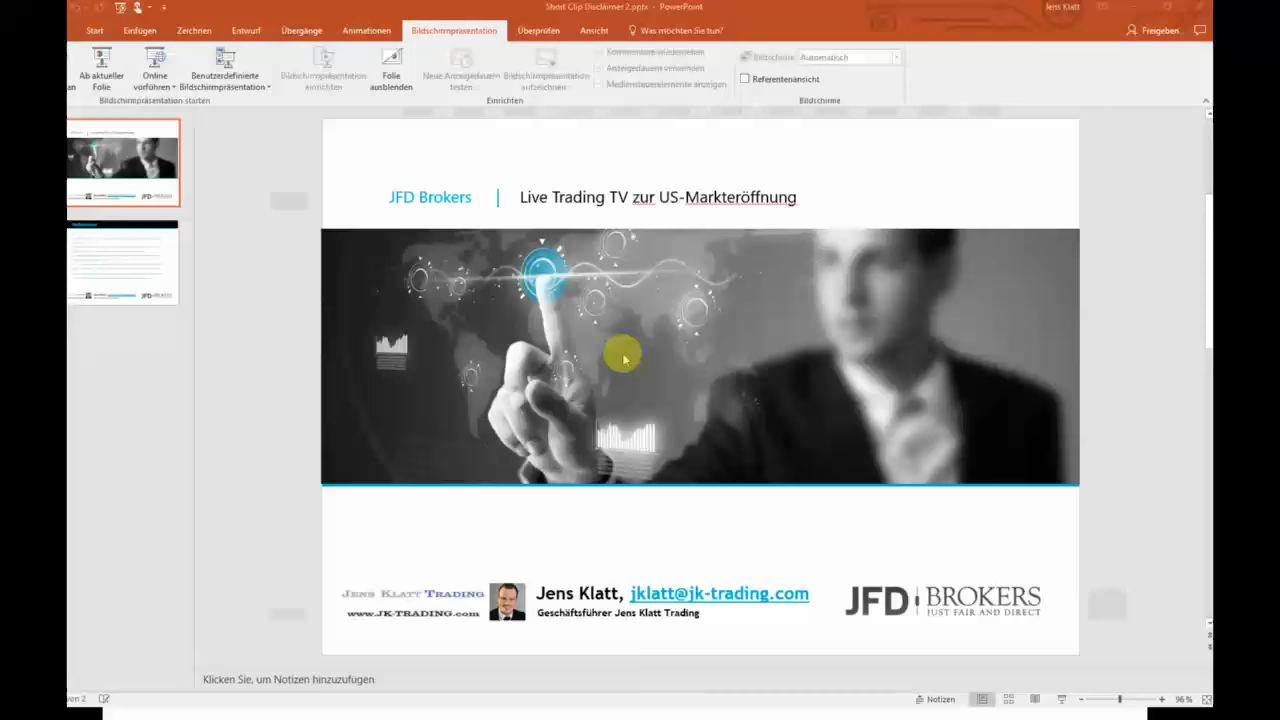 Short Clip Disclaimer 2.pptx - PowerPoint
Jens Klatt
Start Einfügen Zeichnen Entwurf Übergänge Animationen Bildschirmpräsentation Überprüfen Ansicht Was möchten Sie tun? Freigeben
Ab aktuller
Folie
Online
vorführen
Benutzerdefinierte
Bildschirmpräsentation
Bildschirmpräsentation
einrichten
Folie
ausblenden
Neue Anzeigedauern
testen
Bildschirmpräsentation
aufzeichnen
Kommentare wiedergeben
Anzeigedauern verwenden
Mediensteuerelemente anzeigen
Bildschirm: Automatisch
Referentenansicht
Bildschirmpräsentation starten
Einrichten
Bildschirme
JFD Brokers | Live Trading TV zur US-Markteröffnung
JENS KLATT TRADING
www.JK-TRADING.com
Jens Klatt, jklatt@jk-trading.com
Geschäftsführer Jens Klatt Trading
JFD BROKERS
JUST FAIR AND DIRECT
Klicken Sie, um Notizen hinzuzufügen
von 2
Notizen
96 %